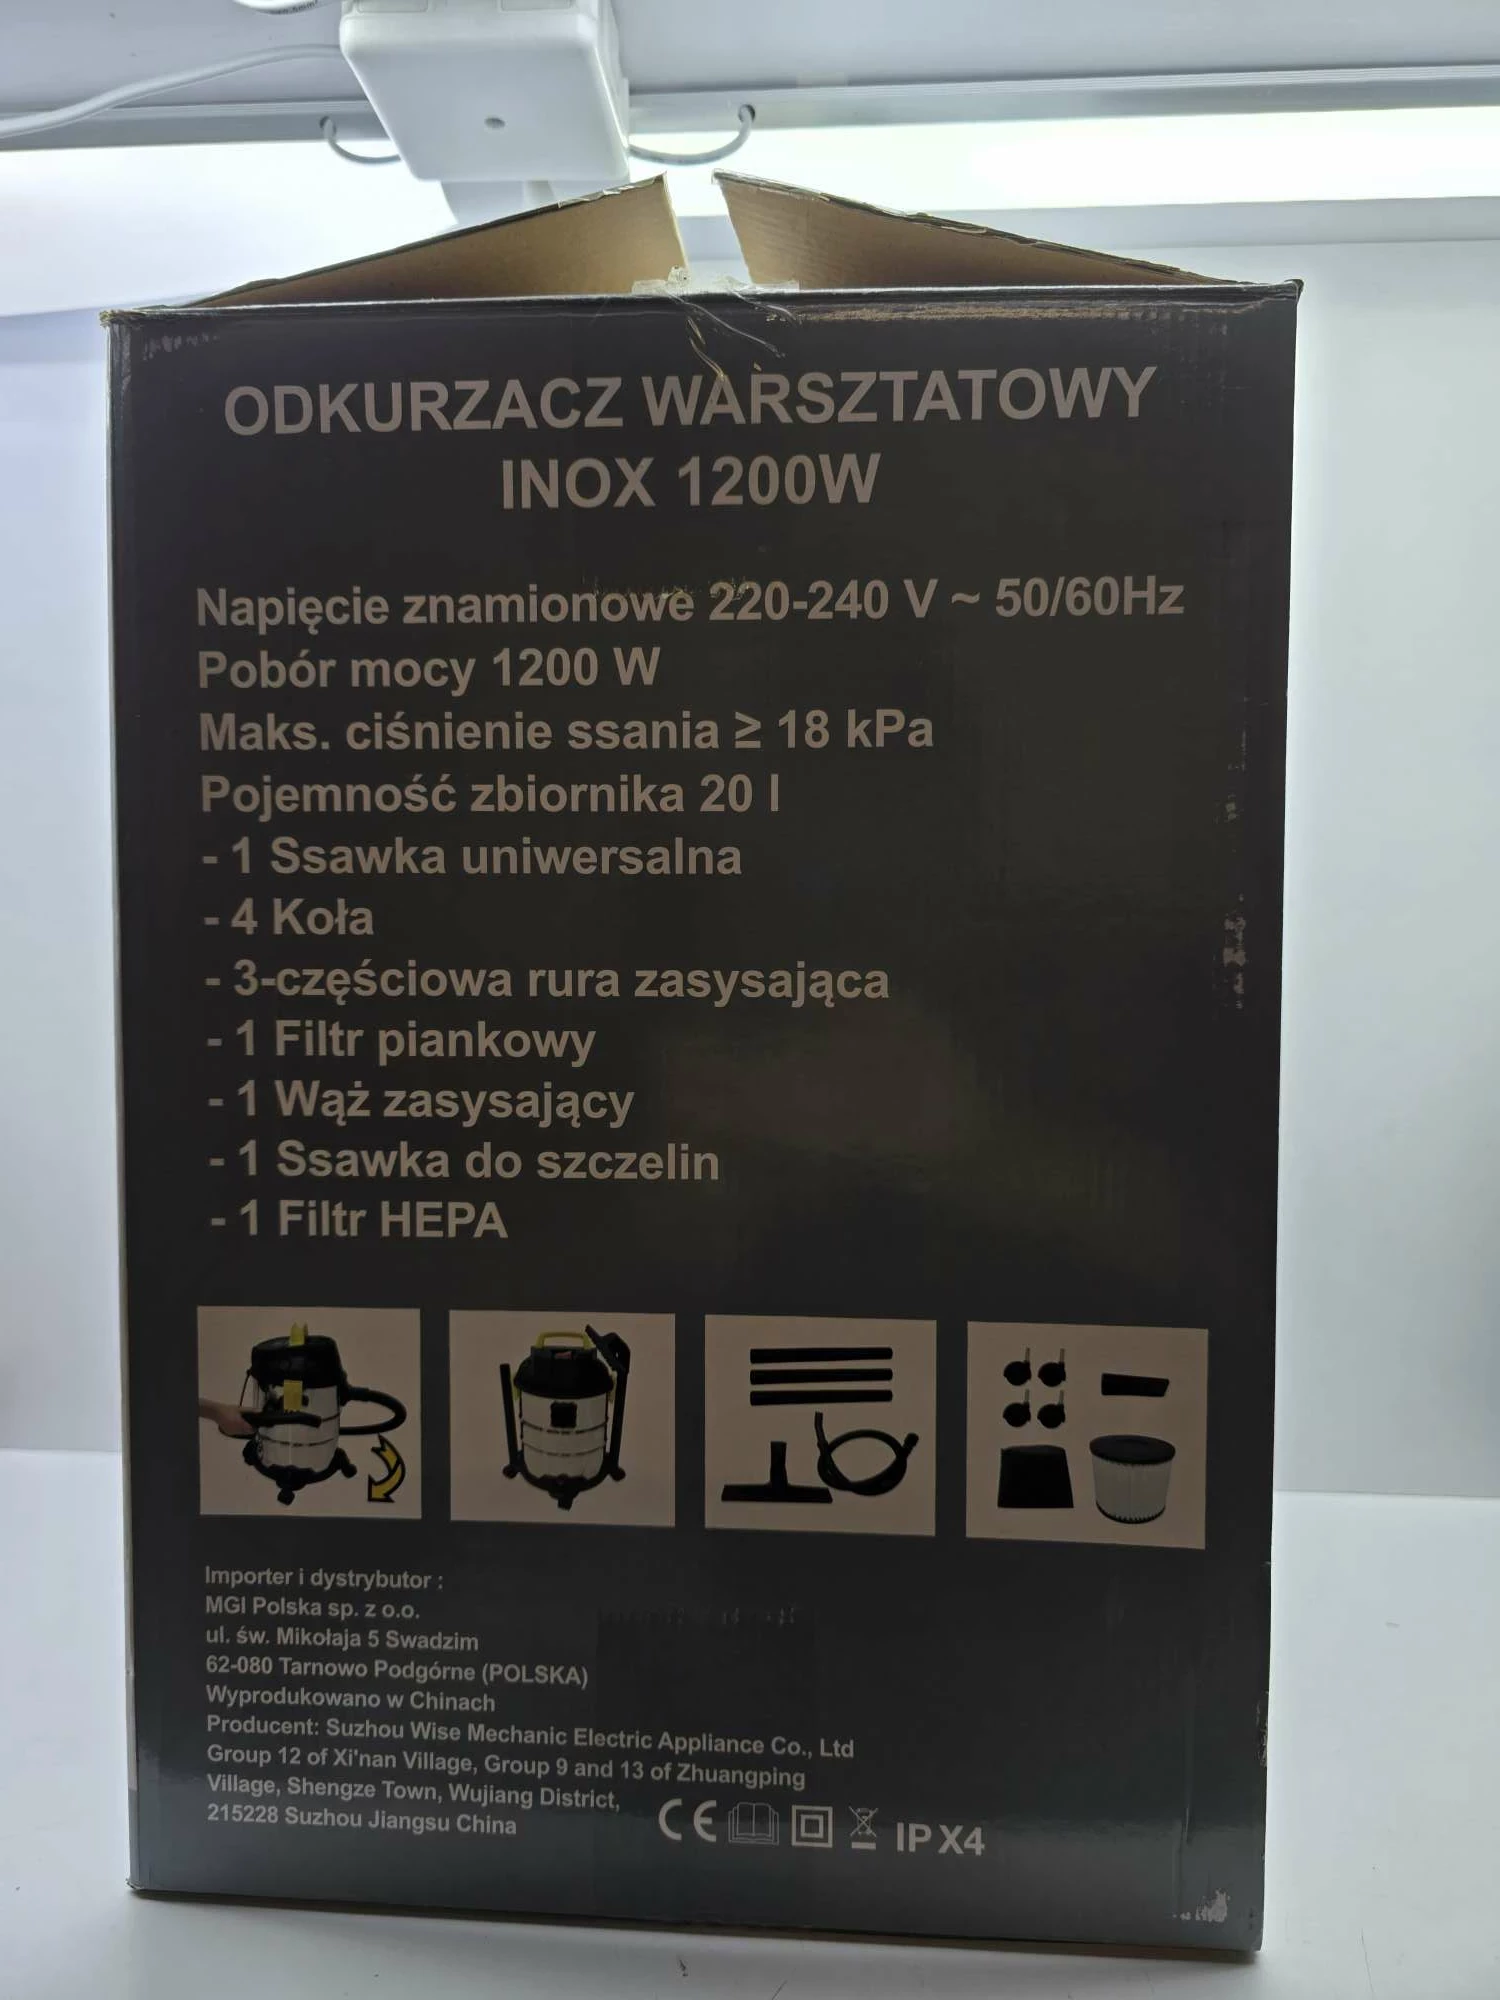 ODKURZACZ WARSZTATOWY
INOX 1200W
Napięcie znamionowe 220-240 V ~ 50/60Hz
Pobór mocy 1200 W
Maks. ciśnienie ssania ≥ 18 kPa
Pojemność zbiornika 20 l
- 1 Ssawka uniwersalna
- 4 Koła
- 3-częściowa rura zasysająca
- 1 Filtr piankowy
- 1 Wąż zasysający
- 1 Ssawka do szczelin
- 1 Filtr HEPA
Importer i dystrybutor :
MGI Polska sp. z o.o.
ul. św. Mikołaja 5 Swadzim
62-080 Tarnowo Podgórne (POLSKA)
Wyprodukowano w Chinach
Producent: Suzhou Wise Mechanic Electric Appliance Co., Ltd
Group 12 of Xi'nan Village, Group 9 and 13 of Zhuangping
Village, Shengze Town, Wujiang District,
215228 Suzhou Jiangsu China
CE IP X4